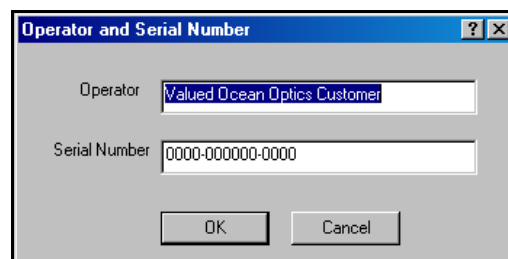 Operator and Serial Number
Operator Valued Ocean Optics Customer
Serial Number 0000-000000-0000
OK Cancel